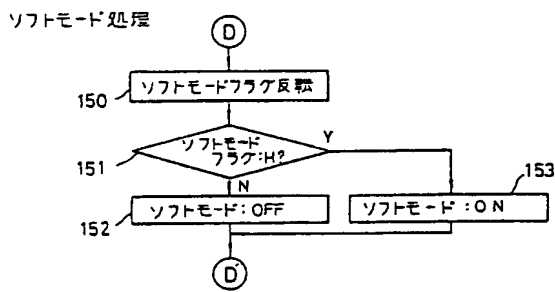 ソフトモード処理
D
150
ソフトモードフラグ反転
151
ソフトモード
フラグ:H?
Y
N
153
152
ソフトモード:OFF
ソフトモード:ON
D'